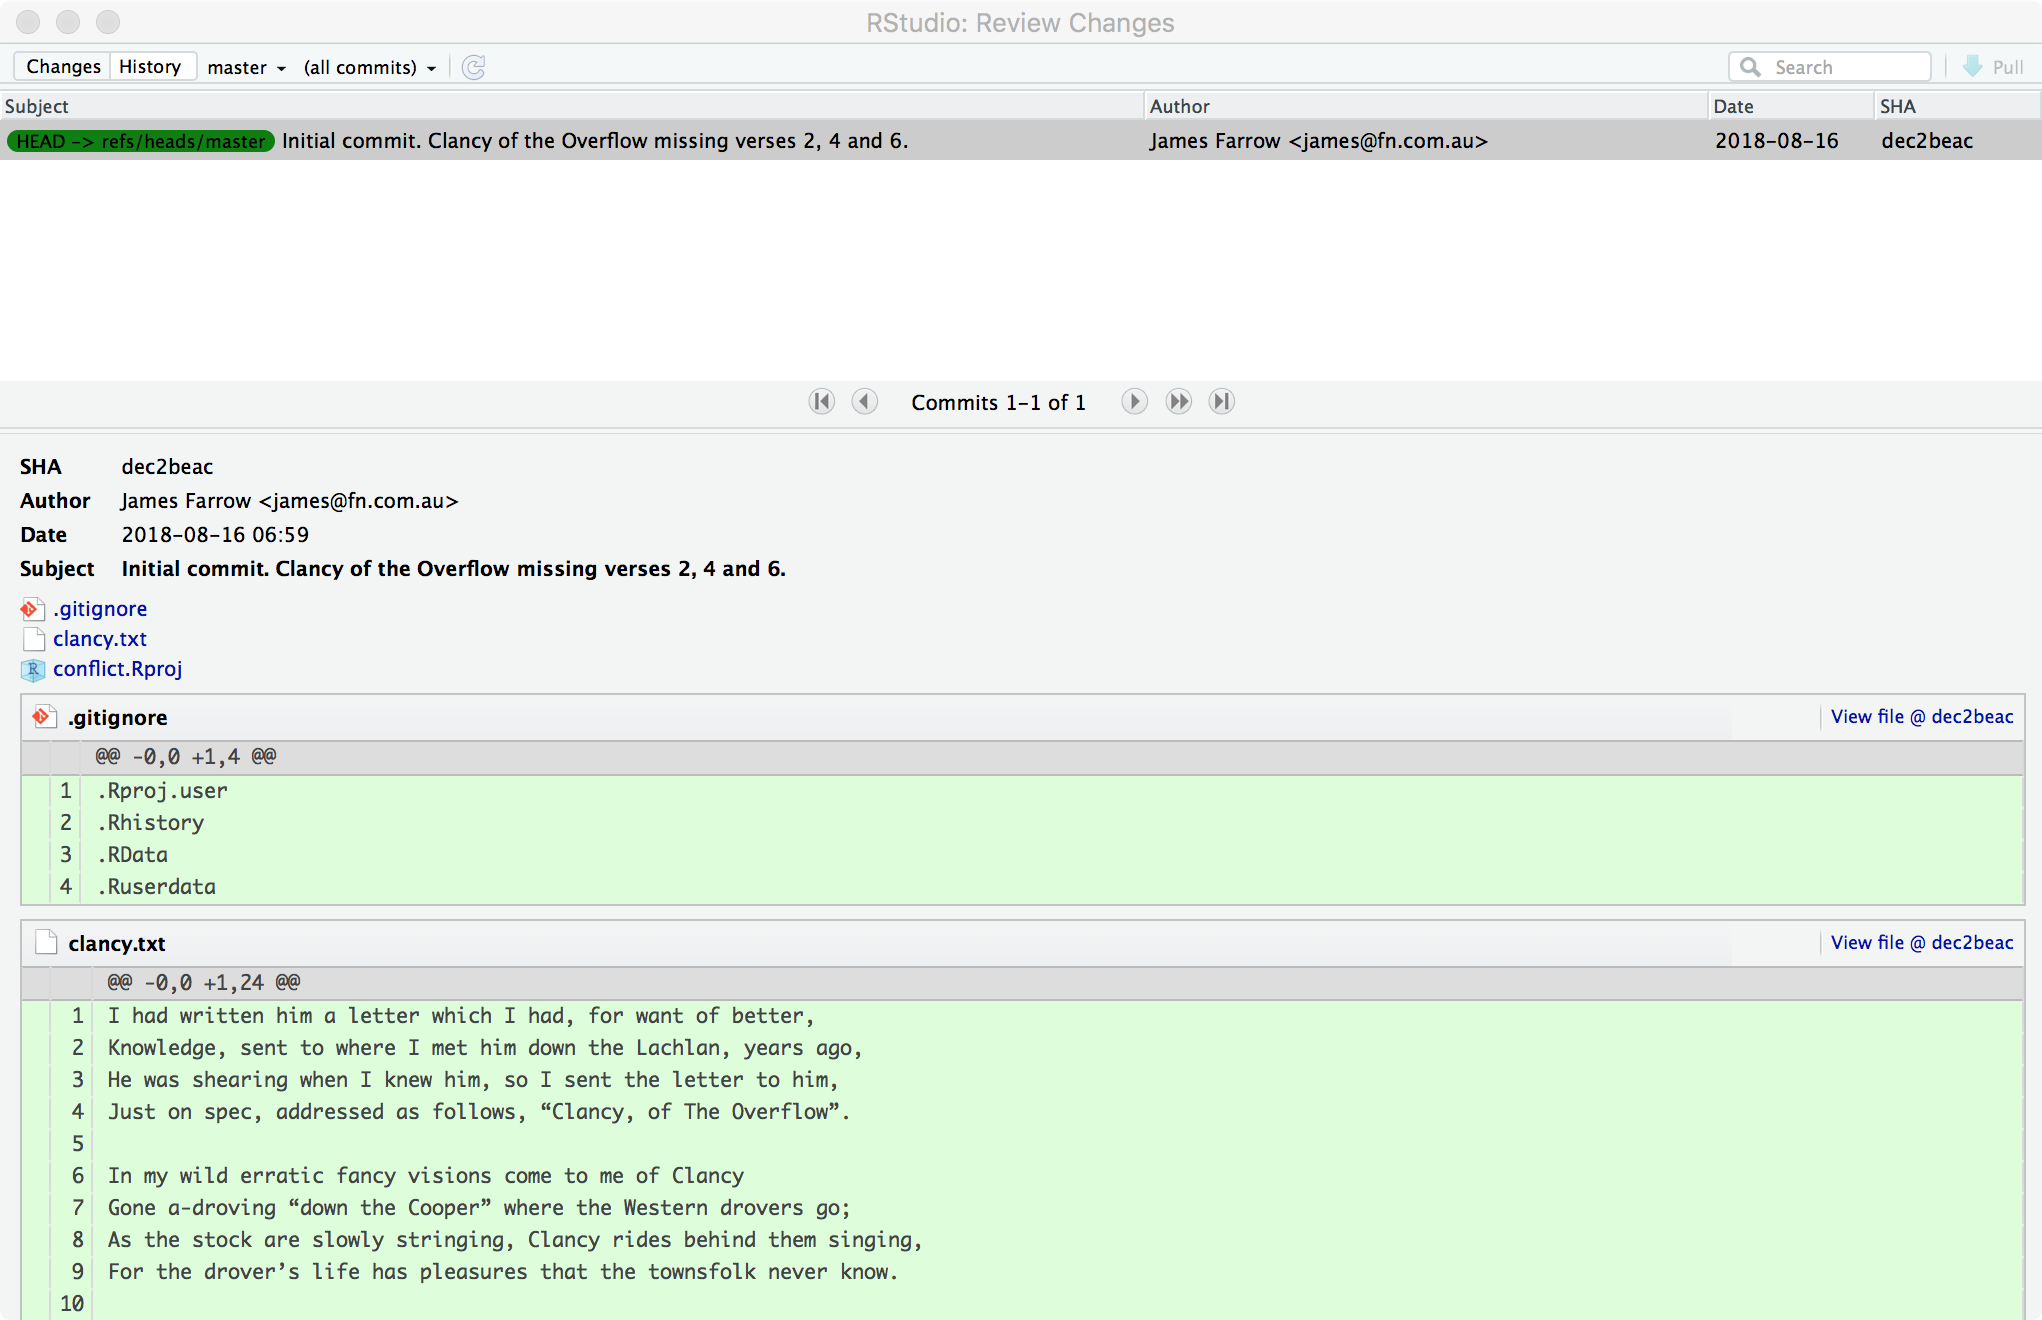 RStudio: Review Changes
Changes History master (all commits) Search Pull
Subject Author Date SHA
HEAD -> refs/heads/master Initial commit. Clancy of the Overflow missing verses 2, 4 and 6. James Farrow <james@fn.com.au> 2018-08-16 dec2beac
Commits 1-1 of 1
SHA dec2beac
Author James Farrow <james@fn.com.au>
Date 2018-08-16 06:59
Subject Initial commit. Clancy of the Overflow missing verses 2, 4 and 6.
.gitignore
clancy.txt
conflict.Rproj
.gitignore View file @ dec2beac
@@ -0,0 +1,4 @@
1 .Rproj.user
2 .Rhistory
3 .RData
4 .Ruserdata
clancy.txt View file @ dec2beac
@@ -0,0 +1,24 @@
1 I had written him a letter which I had, for want of better,
2 Knowledge, sent to where I met him down the Lachlan, years ago,
3 He was shearing when I knew him, so I sent the letter to him,
4 Just on spec, addressed as follows, “Clancy, of The Overflow”.
5
6 In my wild erratic fancy visions come to me of Clancy
7 Gone a-droving “down the Cooper” where the Western drovers go;
8 As the stock are slowly stringing, Clancy rides behind them singing,
9 For the drover’s life has pleasures that the townsfolk never know.
10